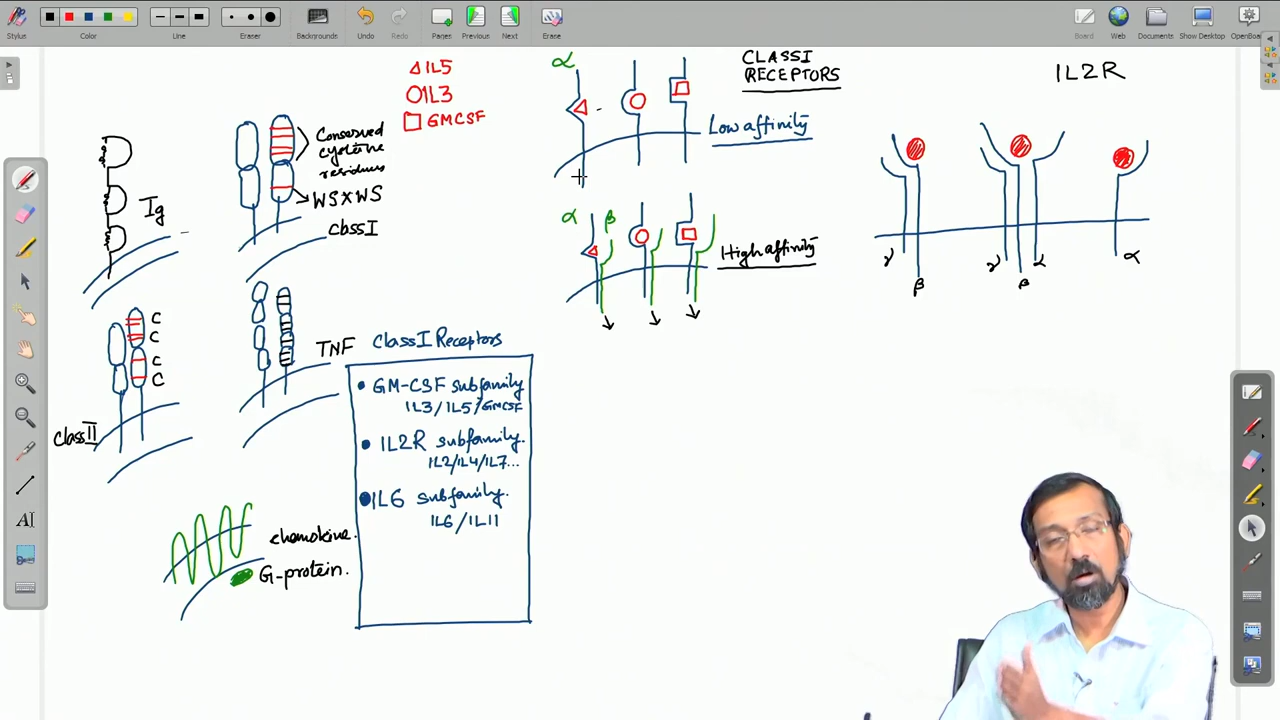 Stylus
Color
Line
Eraser
Backgrounds
Undo
Redo
Pages
Previous
Next
Erase
Board
Web
Documents
Show Desktop
OpenBoard
IL5
IL3
GMCSF
Ig
Conserved
cysteine
residues
WSXWS
class I
C
C
C
C
class II
TNF
chemokine.
G-protein.
class I Receptors
• GM-CSF subfamily
IL3/IL5/GMCSF
• IL2R subfamily.
IL2/IL4/IL7...
• IL6 subfamily.
IL6/IL11
α
CLASS I
RECEPTORS
Low affinity
α β
High affinity
IL2R
γ β
γ β α
α
AI